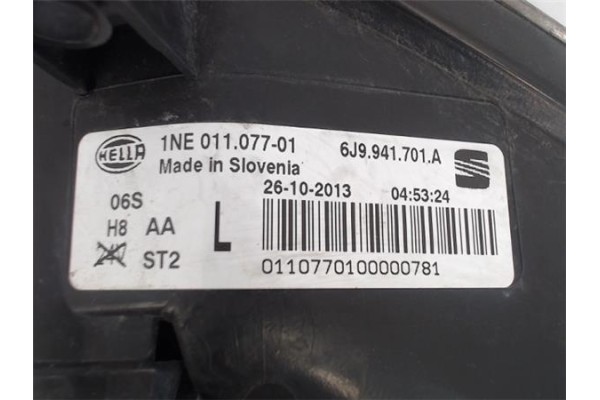 HELLA
1NE 011.077-01 6J9.941.701.A
Made in Slovenia
26-10-2013 04:53:24
06S
H8 AA L
ST2
0110770100000781